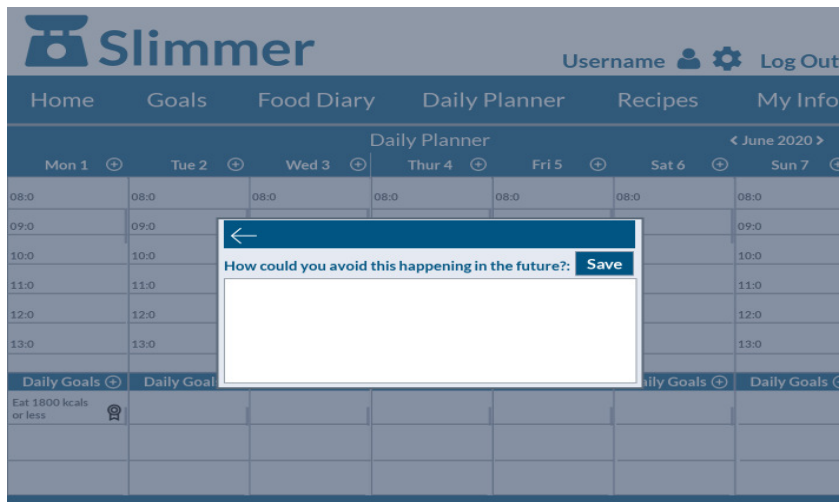 Slimmer
Username Log Out
Home Goals Food Diary Daily Planner Recipes My Info
Daily Planner < June 2020 >
Mon 1 Tue 2 Wed 3 Thur 4 Fri 5 Sat 6 Sun 7
08:0 08:0 08:0 08:0 08:0 08:0 08:0
09:0 09:0 09:0
10:0 10:0 10:0
11:0 11:0 11:0
12:0 12:0 12:0
13:0 13:0 13:0
How could you avoid this happening in the future?: Save
Daily Goals Daily Goal aily Goals Daily Goals
Eat 1800 kcals
or less